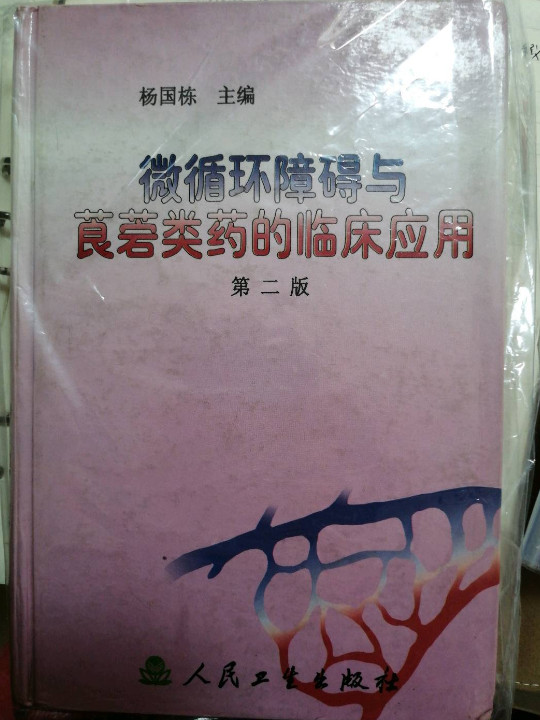 杨国栋 主编
微循环障碍与
莨菪类药的临床应用
第二版
人民卫生出版社